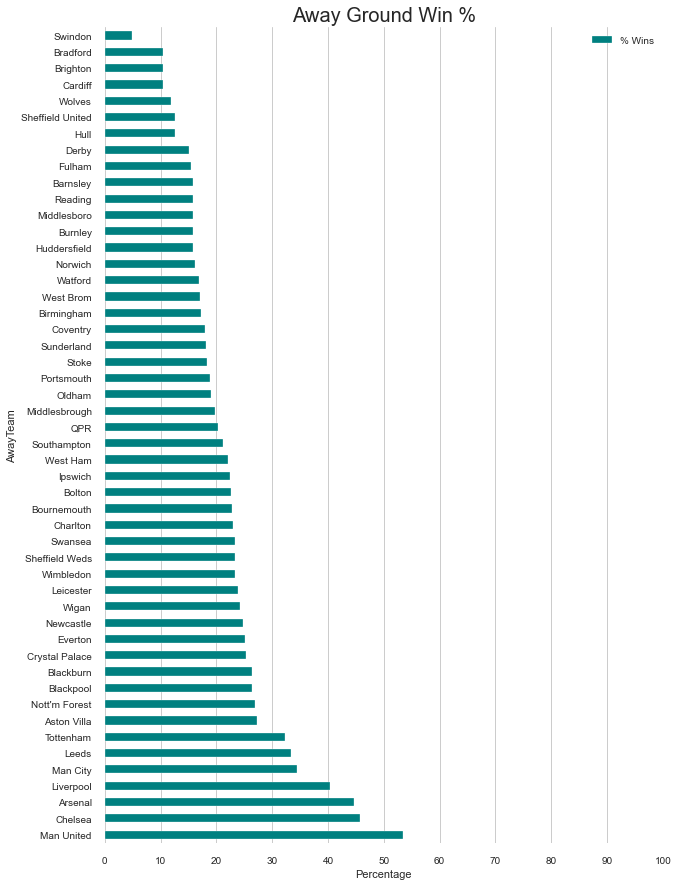 Away Ground Win %
% Wins
AwayTeam
Swindon
Bradford
Brighton
Cardiff
Wolves
Sheffield United
Hull
Derby
Fulham
Barnsley
Reading
Middlesboro
Burnley
Huddersfield
Norwich
Watford
West Brom
Birmingham
Coventry
Sunderland
Stoke
Portsmouth
Oldham
Middlesbrough
QPR
Southampton
West Ham
Ipswich
Bolton
Bournemouth
Charlton
Swansea
Sheffield Weds
Wimbledon
Leicester
Wigan
Newcastle
Everton
Crystal Palace
Blackburn
Blackpool
Nott'm Forest
Aston Villa
Tottenham
Leeds
Man City
Liverpool
Arsenal
Chelsea
Man United
0 10 20 30 40 50 60 70 80 90 100
Percentage